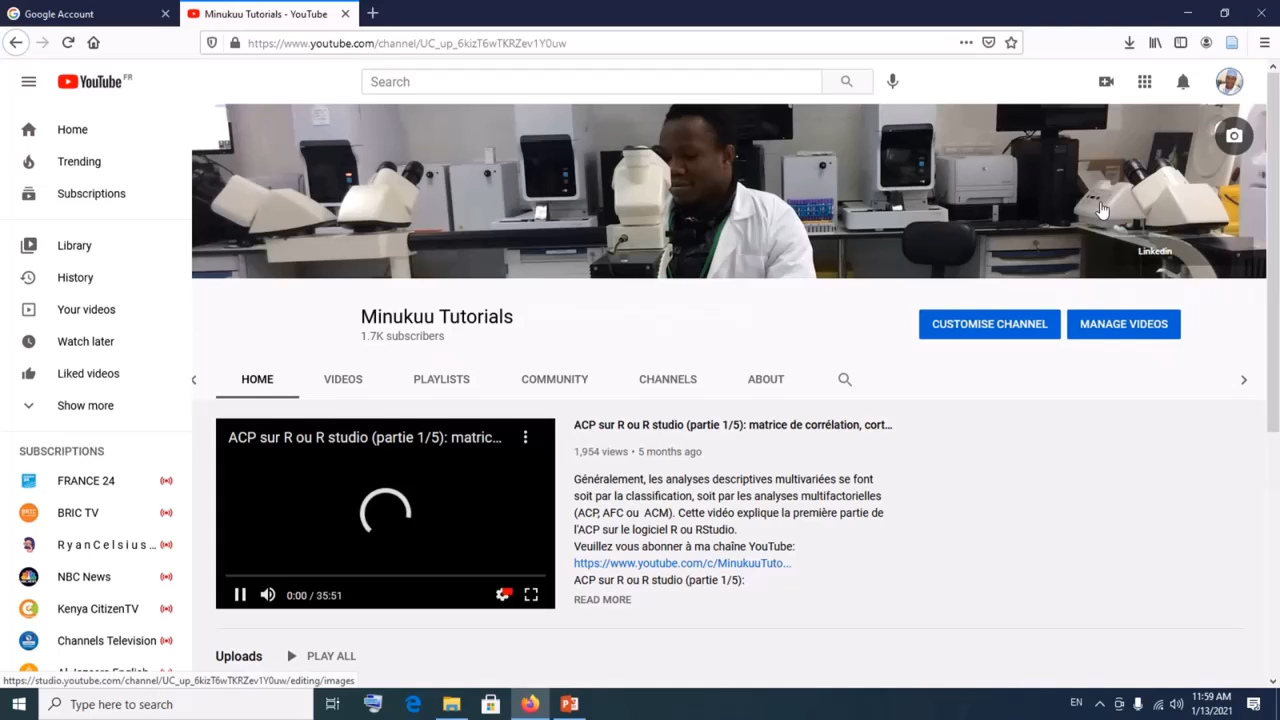 Google Account
Minukuu Tutorials - YouTube
https://www.youtube.com/channel/UC_up_6kizT6wTKRZev1Y0uw
YouTube FR
Search
Home
Trending
Subscriptions
Library
History
Your videos
Watch later
Liked videos
Show more
SUBSCRIPTIONS
FRANCE 24
BRIC TV
R y a n C e l s i u s ...
NBC News
Kenya CitizenTV
Channels Television
Al Jazeera English
Linkedin
Minukuu Tutorials
1.7K subscribers
CUSTOMISE CHANNEL
MANAGE VIDEOS
HOME
VIDEOS
PLAYLISTS
COMMUNITY
CHANNELS
ABOUT
ACP sur R ou R studio (partie 1/5): matric...
0:00 / 35:51
ACP sur R ou R studio (partie 1/5): matrice de corrélation, cort...
1,954 views • 5 months ago
Généralement, les analyses descriptives multivariées se font
soit par la classification, soit par les analyses multifactorielles
(ACP, AFC ou ACM). Cette vidéo explique la première partie de
l'ACP sur le logiciel R ou RStudio.
Veuillez vous abonner à ma chaîne YouTube:
https://www.youtube.com/c/MinukuuTuto...
ACP sur R ou R studio (partie 1/5):
READ MORE
Uploads
PLAY ALL
https://studio.youtube.com/channel/UC_up_6kizT6wTKRZev1Y0uw/editing/images
Type here to search
EN
11:59 AM
1/13/2021